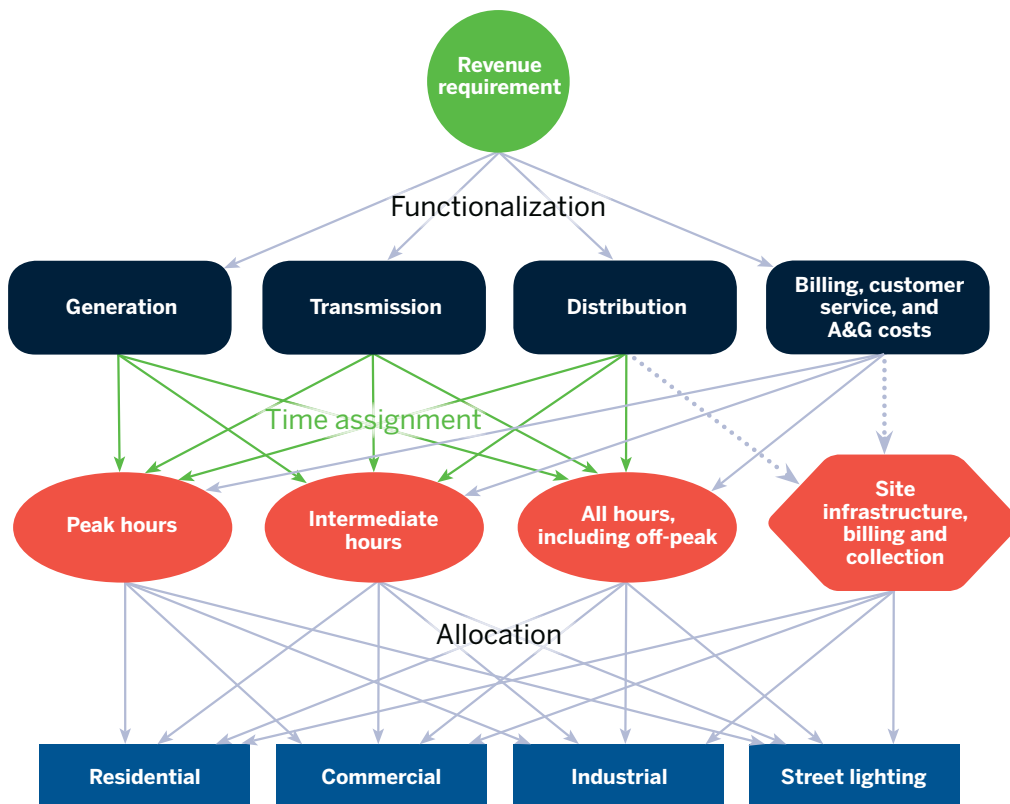 Revenue
requirement
Functionalization
Generation
Transmission
Distribution
Billing, customer
service, and
A&G costs
Time assignment
Peak hours
Intermediate
hours
All hours,
including off-peak
Site
infrastructure,
billing and
collection
Allocation
Residential
Commercial
Industrial
Street lighting